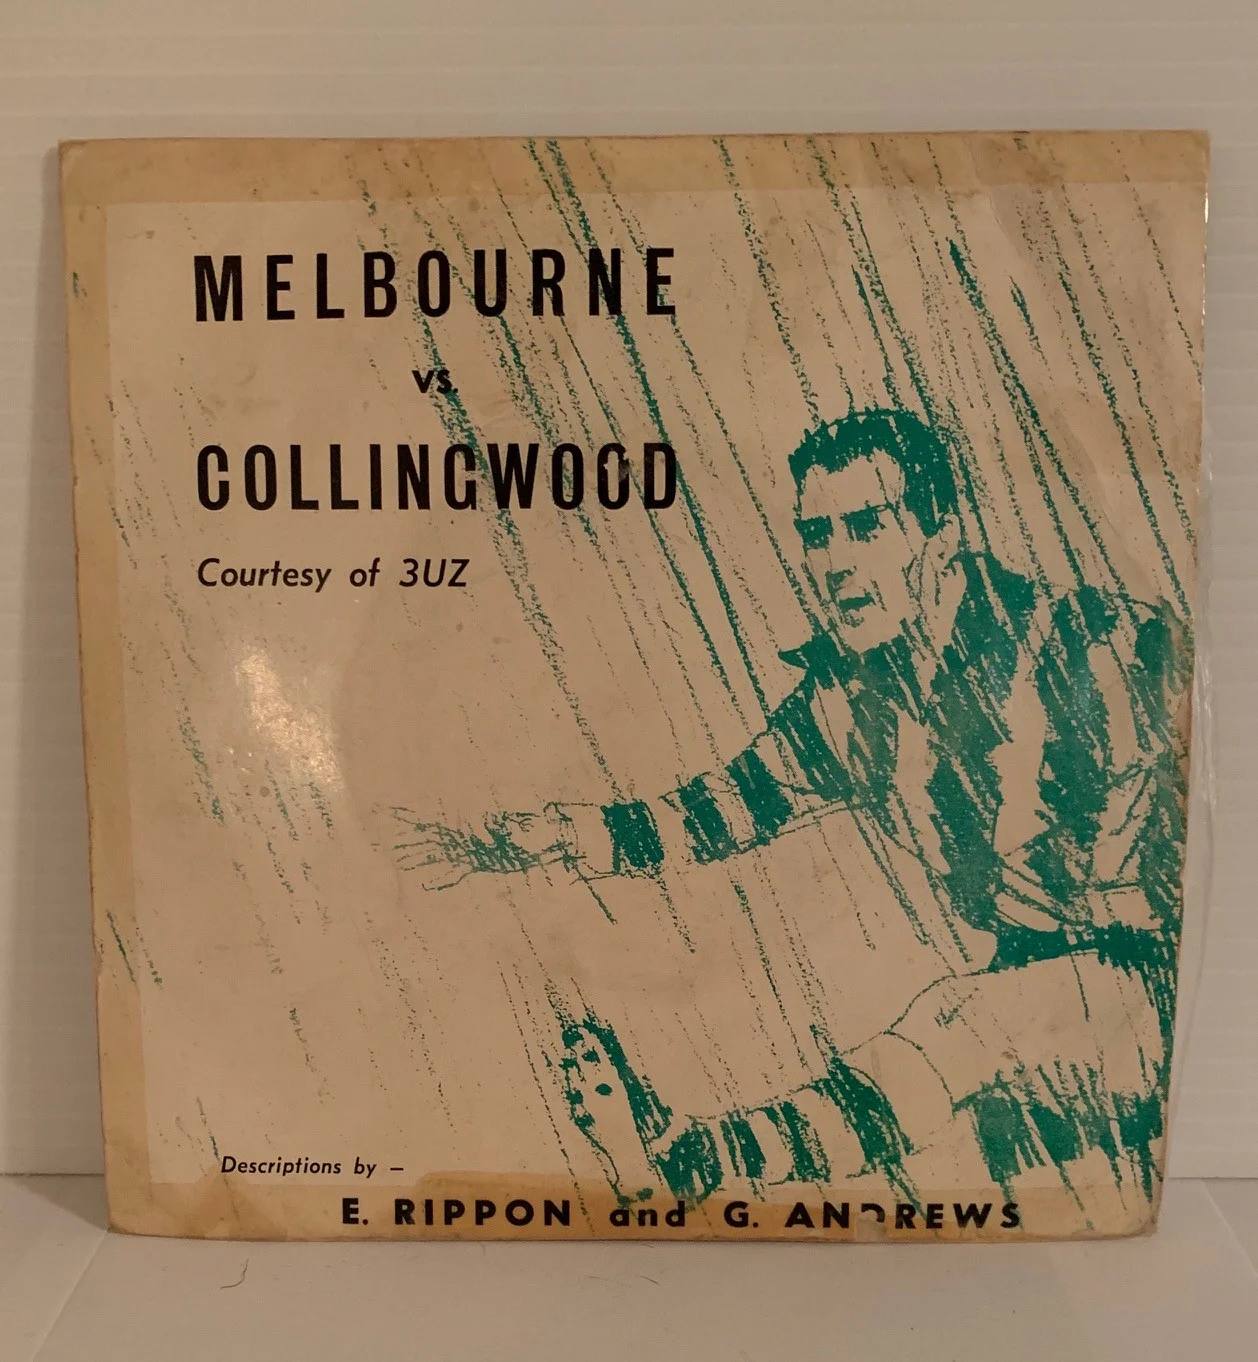 MELBOURNE
vs.
COLLINGWOOD
Courtesy of 3UZ
Descriptions by –
E. RIPPON and G. ANDREWS